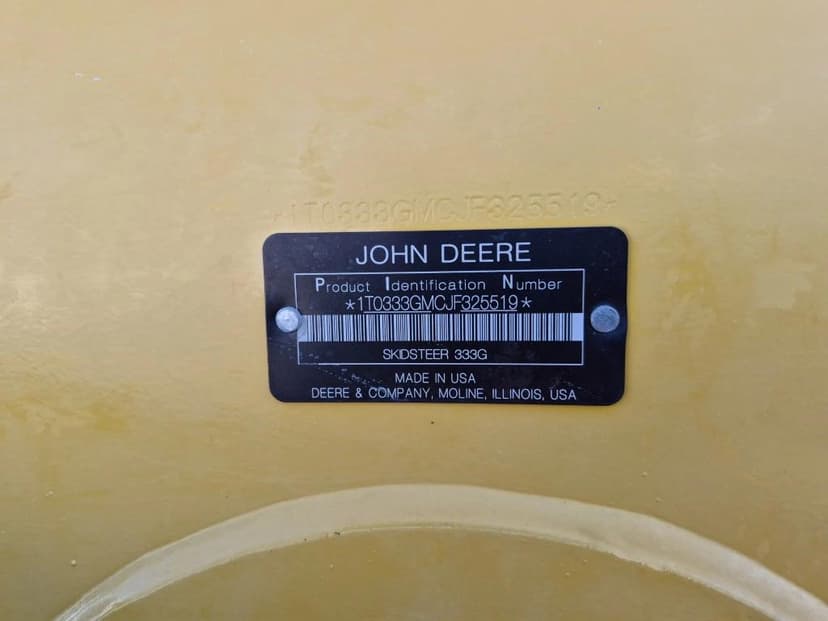 *1T0333GMCJF325519*
JOHN DEERE
Product Identification Number
*1T0333GMCJF325519*
SKIDSTEER 333G
MADE IN USA
DEERE & COMPANY, MOLINE, ILLINOIS, USA